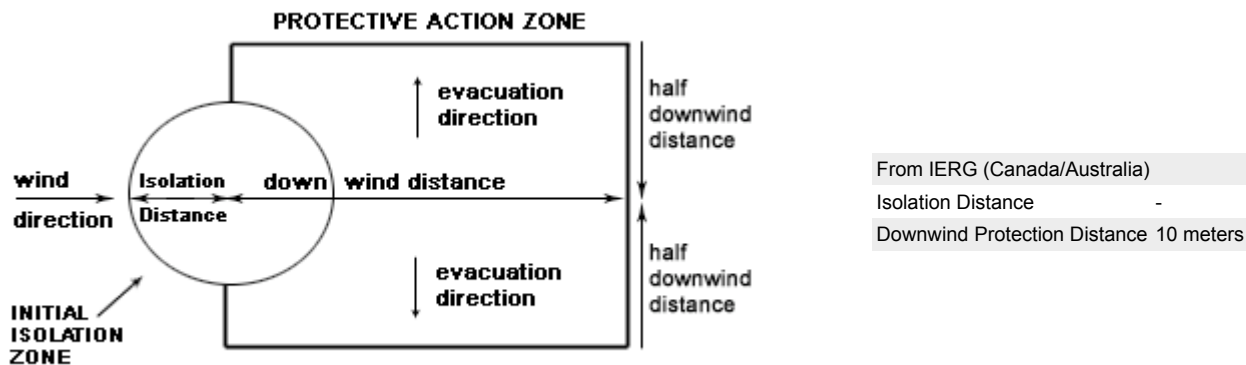 PROTECTIVE ACTION ZONE
evacuation
direction
half
downwind
distance
wind
direction
Isolation
Distance
down wind distance
evacuation
direction
half
downwind
distance
INITIAL
ISOLATION
ZONE
From IERG (Canada/Australia)
Isolation Distance -
Downwind Protection Distance 10 meters